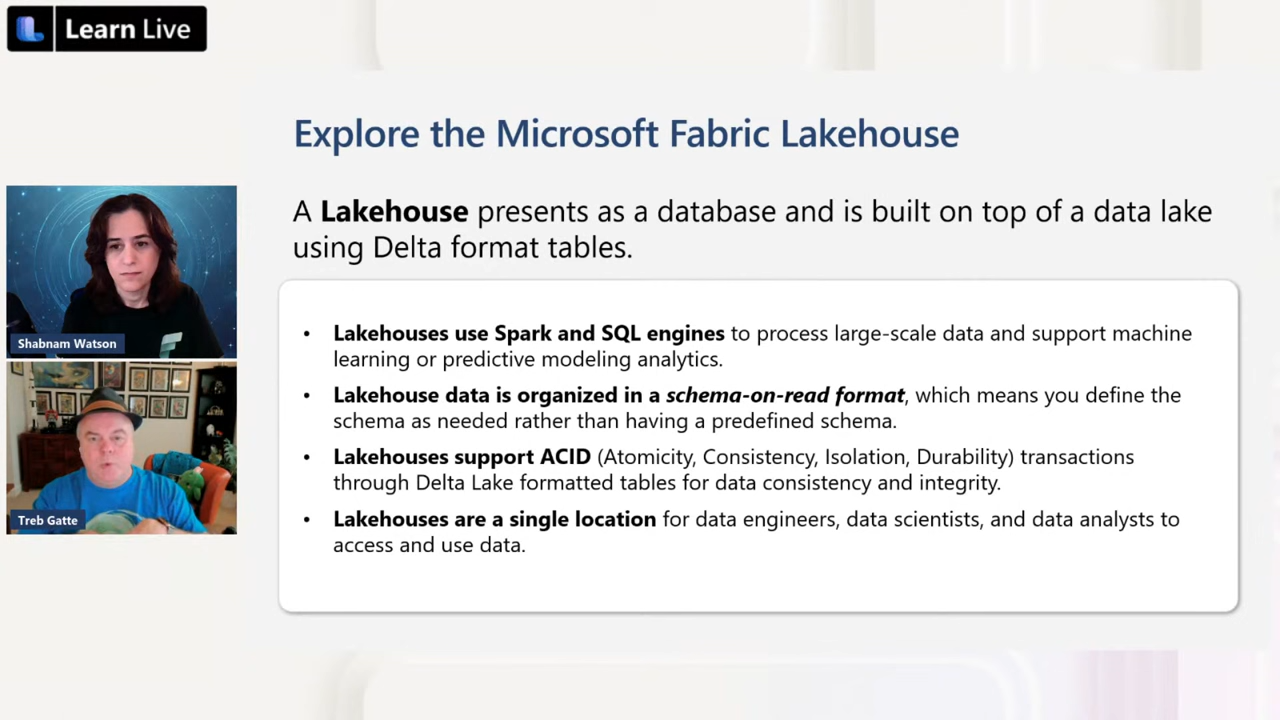 Learn Live
Explore the Microsoft Fabric Lakehouse
A Lakehouse presents as a database and is built on top of a data lake
using Delta format tables.
• Lakehouses use Spark and SQL engines to process large-scale data and support machine
learning or predictive modeling analytics.
• Lakehouse data is organized in a schema-on-read format, which means you define the
schema as needed rather than having a predefined schema.
• Lakehouses support ACID (Atomicity, Consistency, Isolation, Durability) transactions
through Delta Lake formatted tables for data consistency and integrity.
• Lakehouses are a single location for data engineers, data scientists, and data analysts to
access and use data.
Shabnam Watson
Treb Gatte